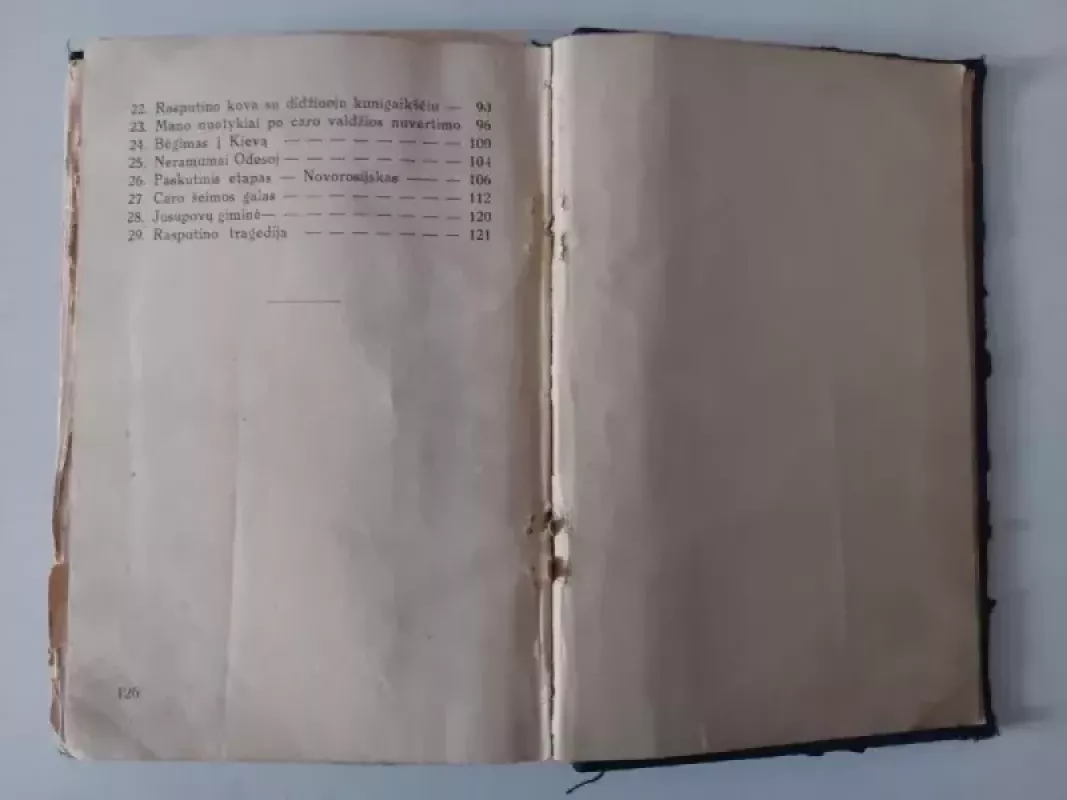 22. Rasputino kova su didžiuoju kunigaikščiu — 90
23. Mano nuotykiai po caro valdžios nuvertimo 96
24. Bėgimas į Kievą — — — — — — — — 100
25. Neramumai Odesoj — — — — — — — — 104
26. Paskutinis etapas — Novorosijskas — — — 106
27 Caro šeimos galas — — — — — — — — 112
28. Jusupovų giminė — — — — — — — — 120
29. Rasputino tragedija — — — — — — — 121
126